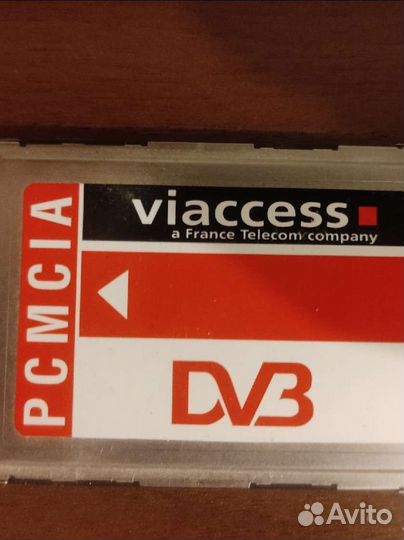 PCMCIA
viaccess
a France Telecom company
DVB
Avito